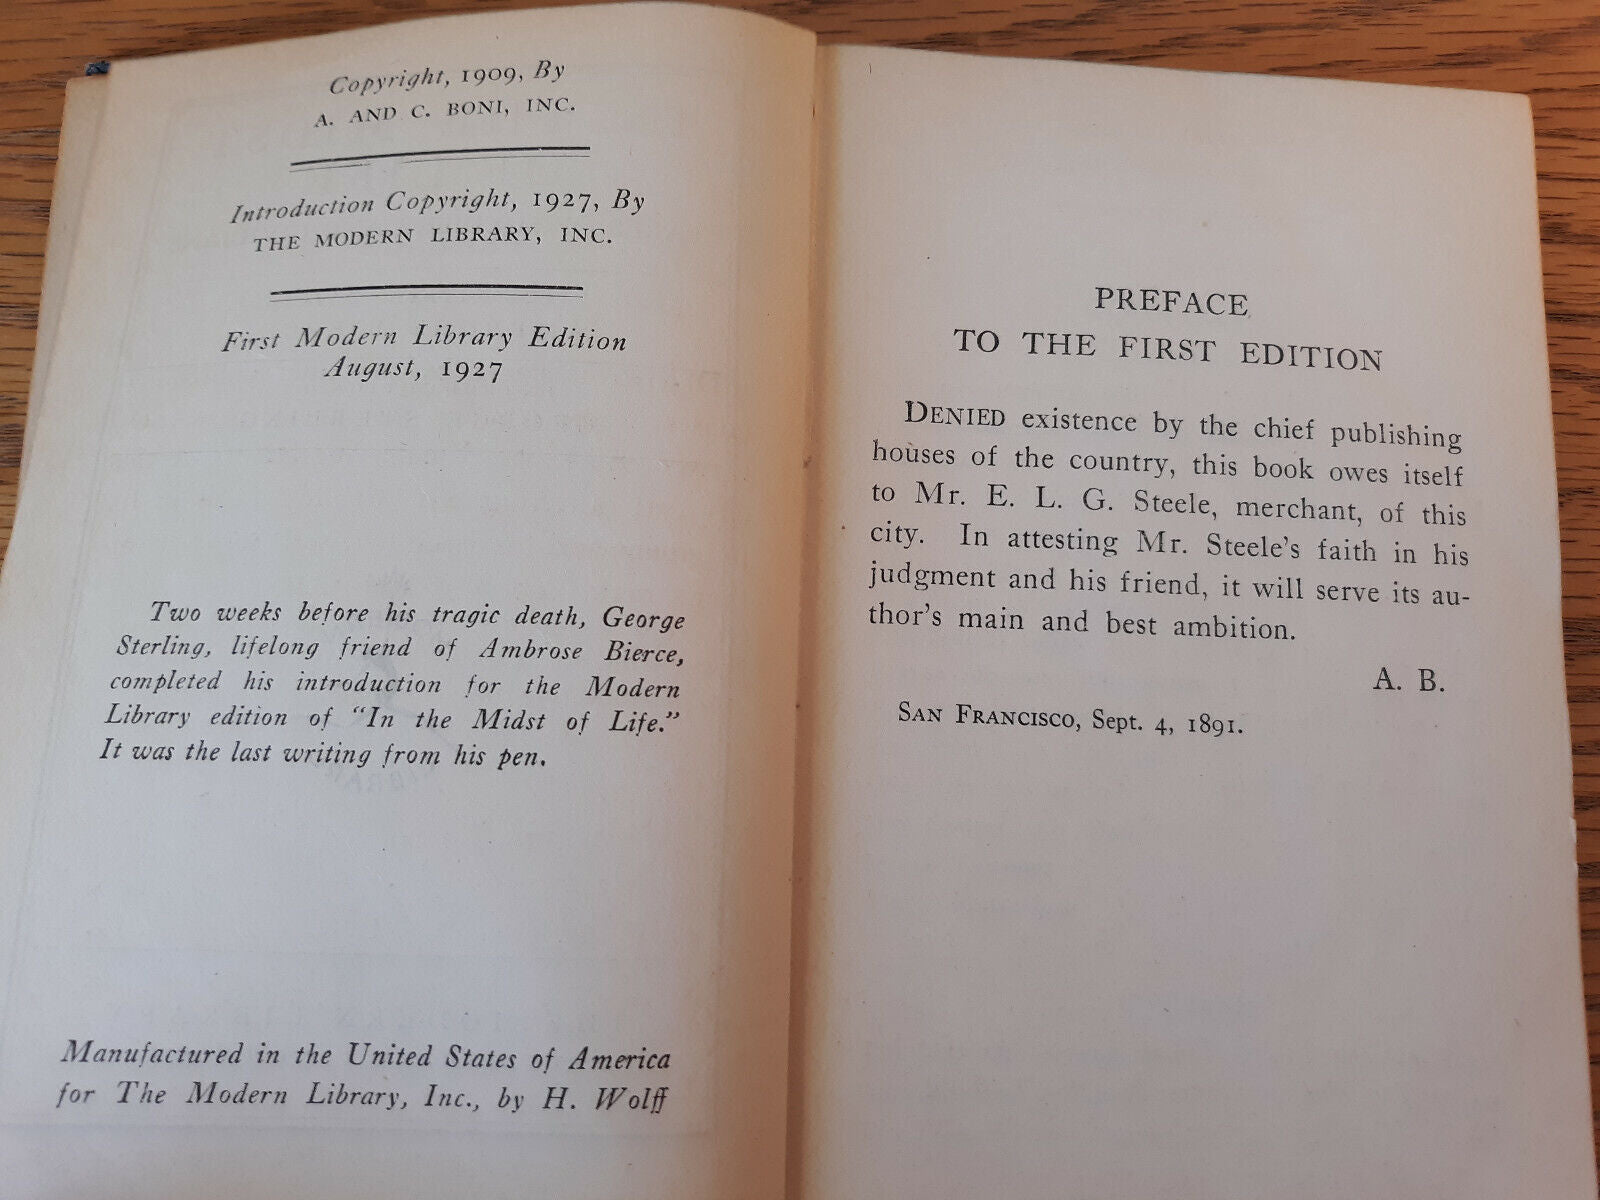 Copyright, 1909, By
A. AND C. BONI, INC.
Introduction Copyright, 1927, By
THE MODERN LIBRARY, INC.
First Modern Library Edition
August, 1927
Two weeks before his tragic death, George
Sterling, lifelong friend of Ambrose Bierce,
completed his introduction for the Modern
Library edition of “In the Midst of Life.”
It was the last writing from his pen.
Manufactured in the United States of America
for The Modern Library, Inc., by H. Wolff
PREFACE
TO THE FIRST EDITION
DENIED existence by the chief publishing
houses of the country, this book owes itself
to Mr. E. L. G. Steele, merchant, of this
city. In attesting Mr. Steele’s faith in his
judgment and his friend, it will serve its au-
thor’s main and best ambition.
A. B.
SAN FRANCISCO, Sept. 4, 1891.